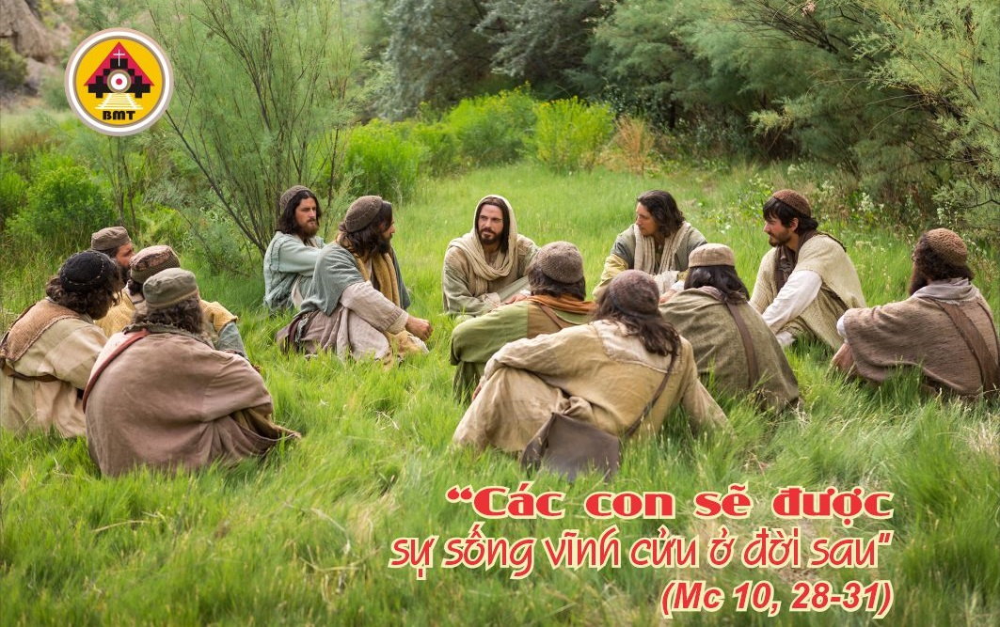 BMT
“Các con sẽ được
sự sống vĩnh cửu ở đời sau"
(Mc 10, 28-31)